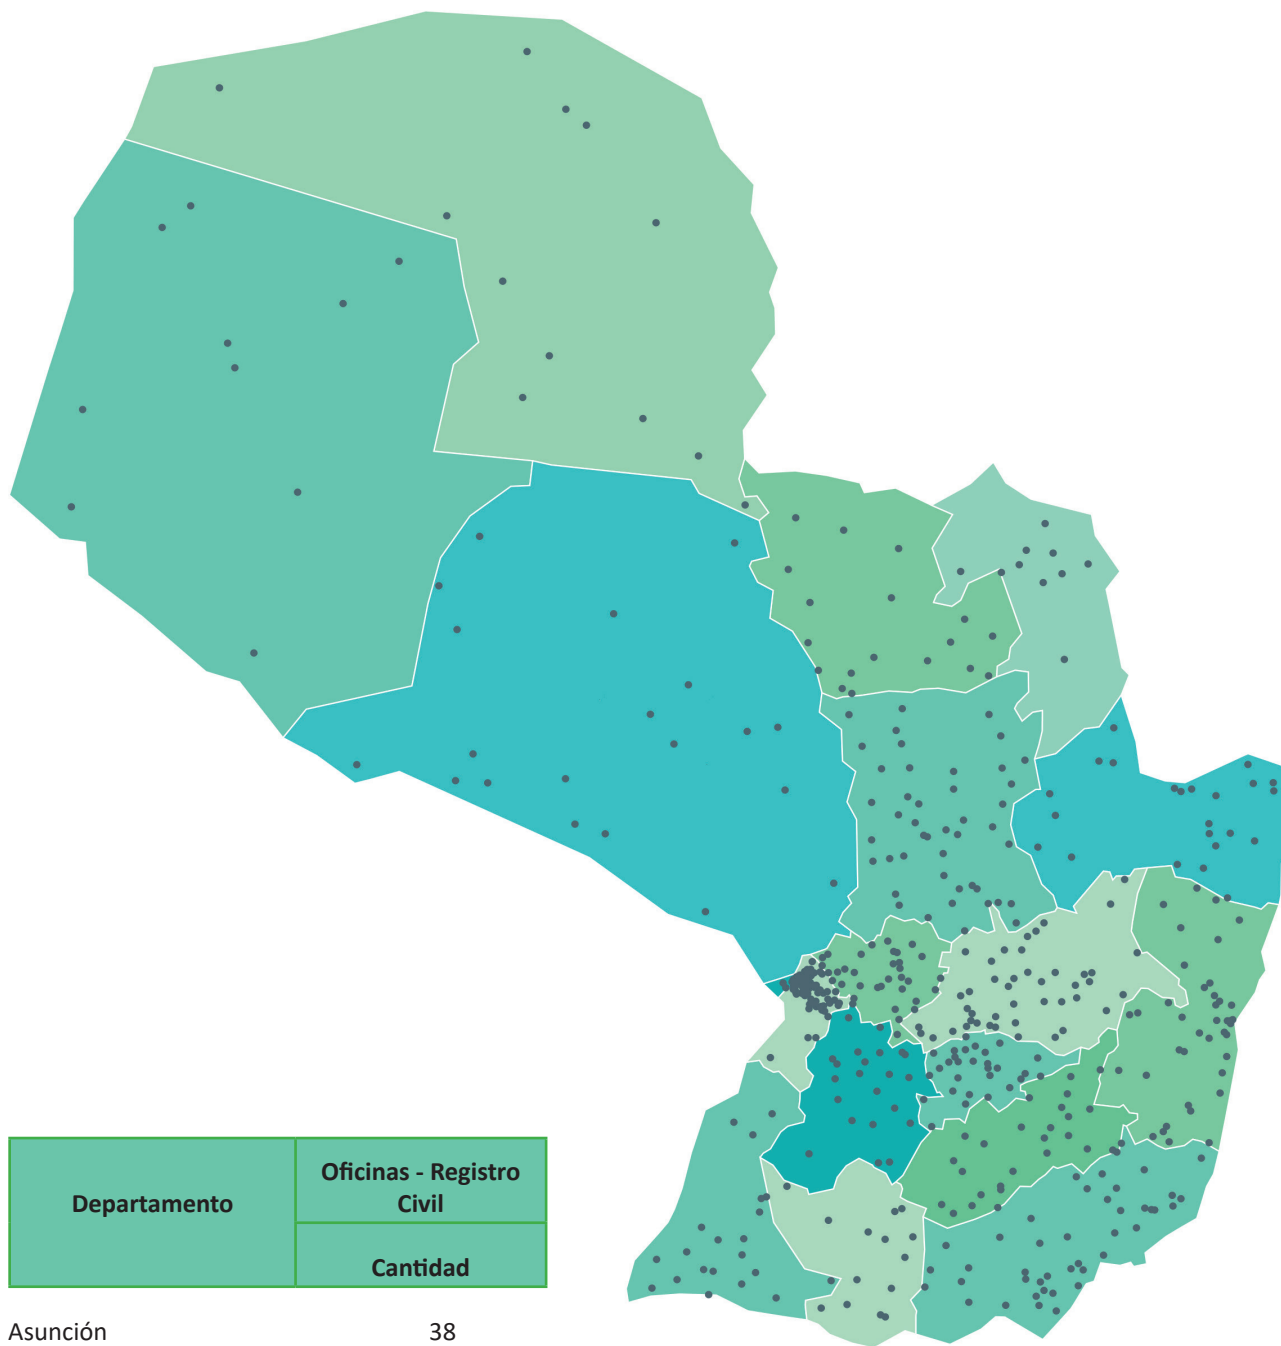 Departamento
Oficinas - Registro
Civil
Cantidad
Asunción 38